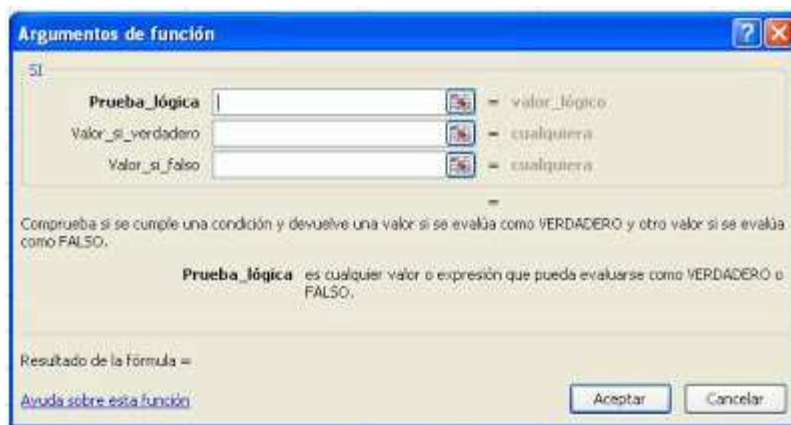 Argumentos de función
SI
Prueba_lógica = valor_lógico
Valor_si_verdadero = cualquiera
Valor_si_falso = cualquiera
=
Comprueba si se cumple una condición y devuelve una valor si se evalúa como VERDADERO y otro valor si se evalúa
como FALSO.
Prueba_lógica es cualquier valor o expresión que pueda evaluarse como VERDADERO o
FALSO.
Resultado de la fórmula =
Ayuda sobre esta función
Aceptar
Cancelar